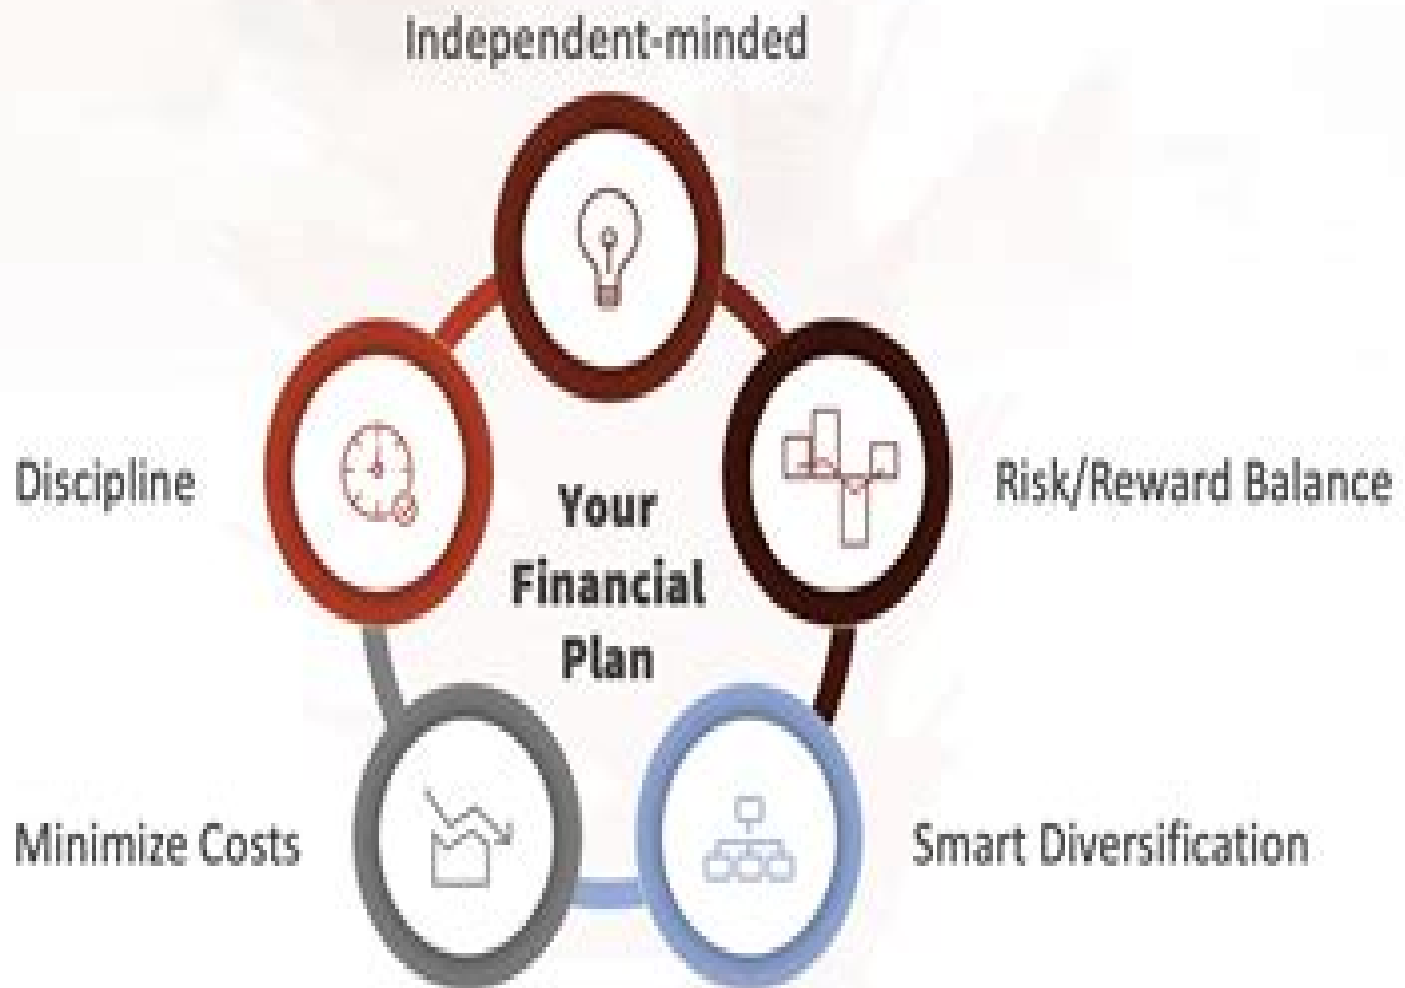 Independent-minded
Discipline
Your
Financial
Plan
Risk/Reward Balance
Minimize Costs
Smart Diversification